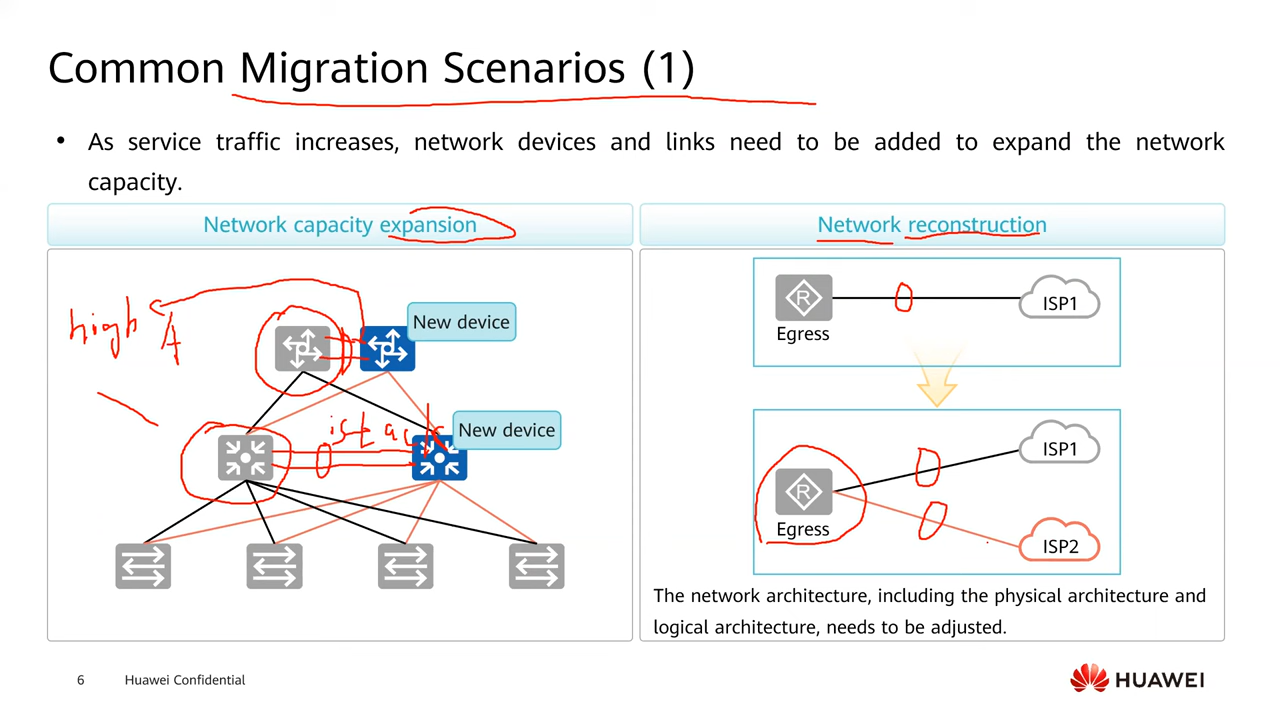 Common Migration Scenarios (1)
• As service traffic increases, network devices and links need to be added to expand the network
capacity.
Network capacity expansion
Network reconstruction
high A
New device
istack
New device
R
Egress
ISP1
R
Egress
ISP1
ISP2
The network architecture, including the physical architecture and
logical architecture, needs to be adjusted.
6 Huawei Confidential
HUAWEI